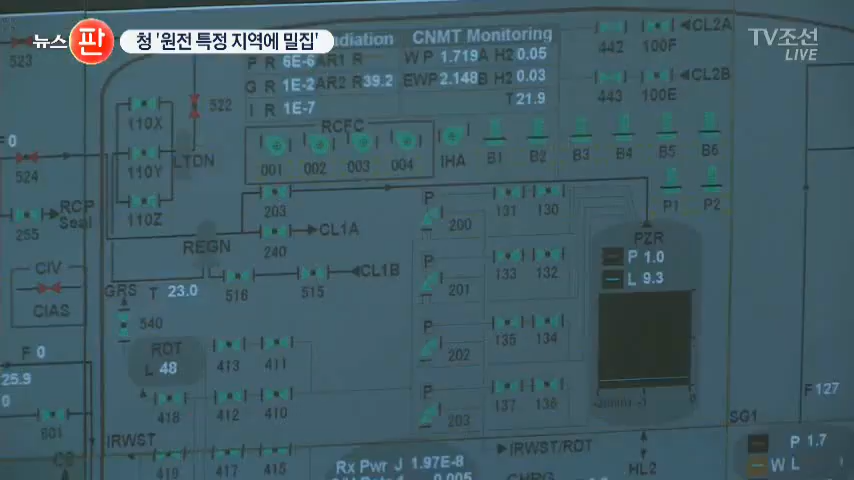 뉴스 판
청 '원전 특정 지역에 밀집'
TV조선
LIVE
CNMT Monitoring
P R 6E-6 AR1 R
G R 1E-2 AR2 R 39.2
I R 1E-7
W P 1.719 A H2 0.05
EWP 2.148 B H2 0.03
T 21.9
CL2A
442 100F
CL2B
443 100E
523
522
110X
110Y
110Z
LTDN
RCFC
001 002 003 004 IHA B1 B2 B3 B4 B5 B6
P1 P2
F 0
524
RCP
Seal
255
203
240
CL1A
REGN
CL1B
516 515
CIV
CIAS
GRS T 23.0
540
RDT
L 48
P 200
P 201
P 202
P 203
131 130
133 132
135 134
137 136
PZR
P 1.0
L 9.3
-1 0
F 0
25.9
0
413 411
418 412 410
601
IRWST
417 415
IRWST/RDT
Rx Pwr J 1.97E-8
0.005
CHRG
HL2
SG1
F 127
P 1.7
W L